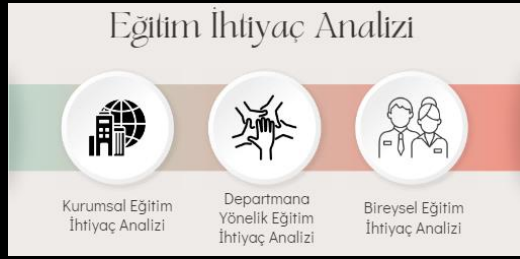 Eğitim İhtiyaç Analizi
Kurumsal Eğitim
İhtiyaç Analizi
Departmana
Yönelik Eğitim
İhtiyaç Analizi
Bireysel Eğitim
İhtiyaç Analizi